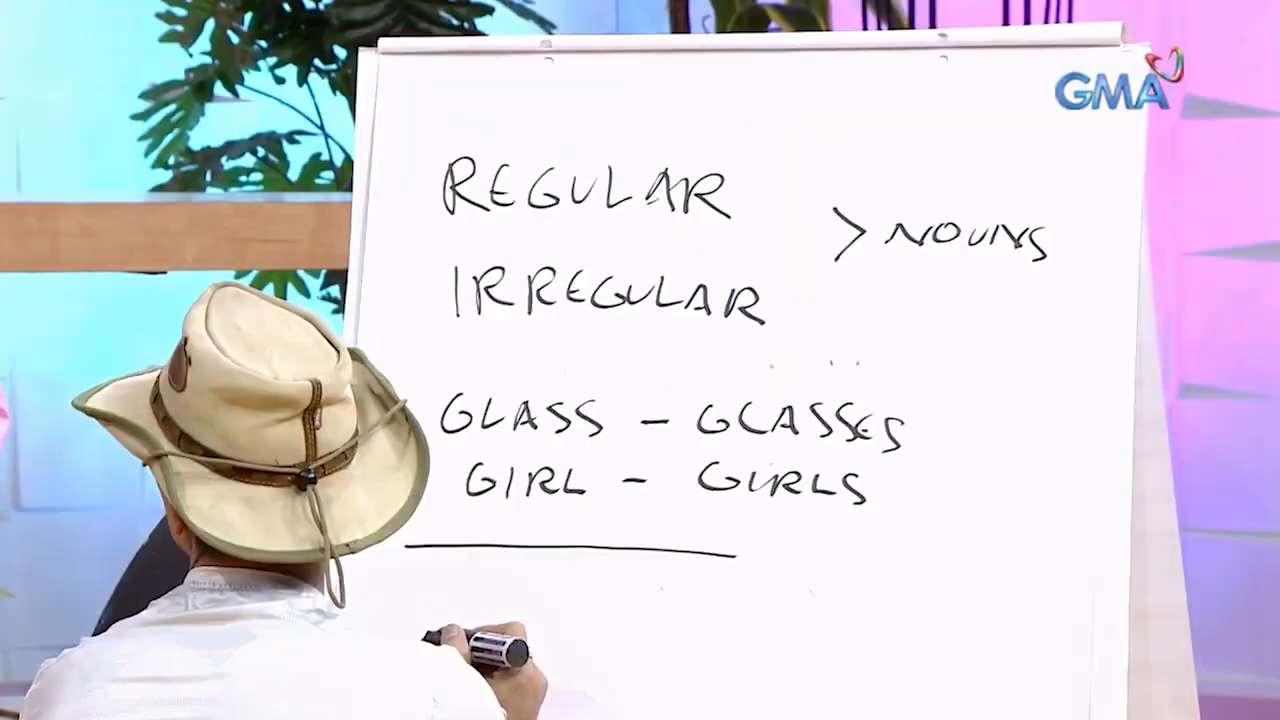 GMA
REGULAR
> NOUNS
IRREGULAR
GLASS - GLASSES
GIRL - GIRLS